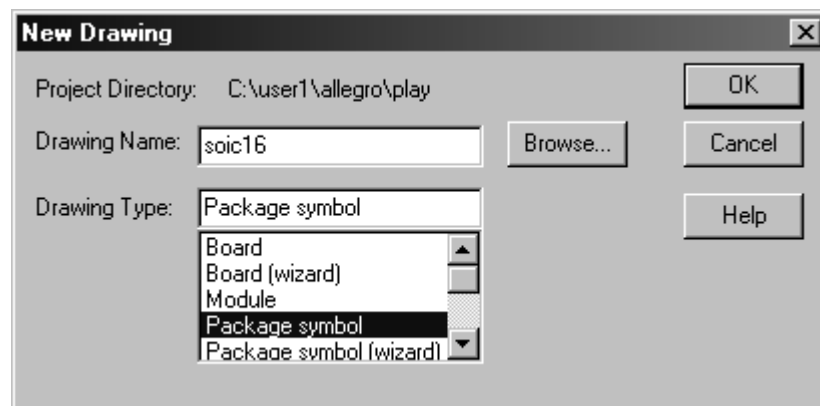 New Drawing
Project Directory: C:\user1\allegro\play
OK
Drawing Name: soic16
Browse...
Cancel
Drawing Type: Package symbol
Help
Board
Board (wizard)
Module
Package symbol
Package symbol (wizard)